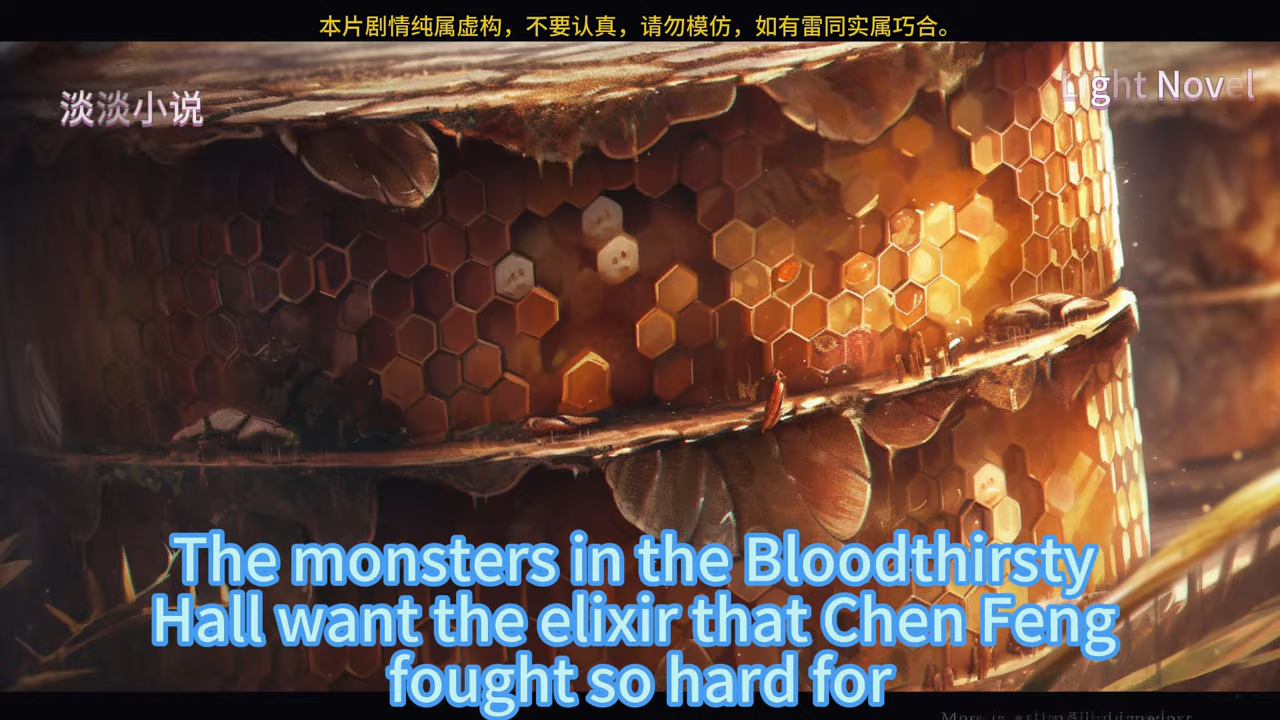 本片剧情纯属虚构，不要认真，请勿模仿，如有雷同实属巧合。
淡淡小说
Light Novel
The monsters in the Bloodthirsty
Hall want the elixir that Chen Feng
fought so hard for